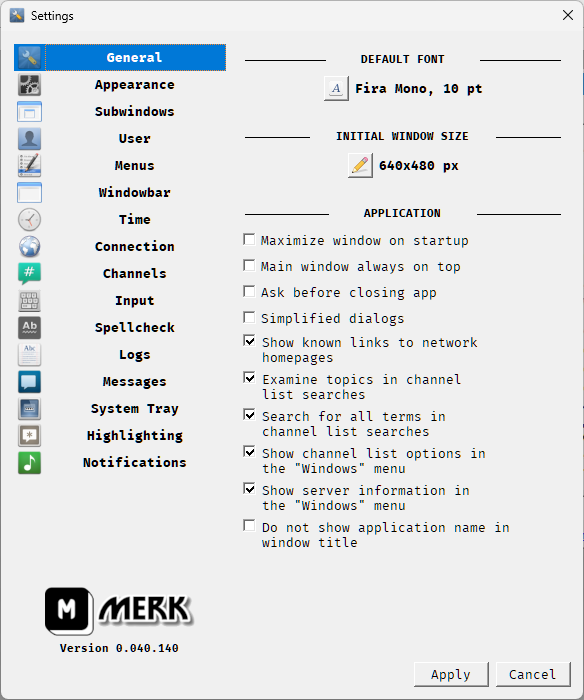 Settings
General
Appearance
Subwindows
User
Menus
Windowbar
Time
Connection
Channels
Input
Ab
Spellcheck
Abc
Logs
Messages
System Tray
Highlighting
Notifications
M MERK
Version 0.040.140
DEFAULT FONT
A Fira Mono, 10 pt
INITIAL WINDOW SIZE
640x480 px
APPLICATION
Maximize window on startup
Main window always on top
Ask before closing app
Simplified dialogs
Show known links to network
homepages
Examine topics in channel
list searches
Search for all terms in
channel list searches
Show channel list options in
the "Windows" menu
Show server information in
the "Windows" menu
Do not show application name in
window title
Apply
Cancel